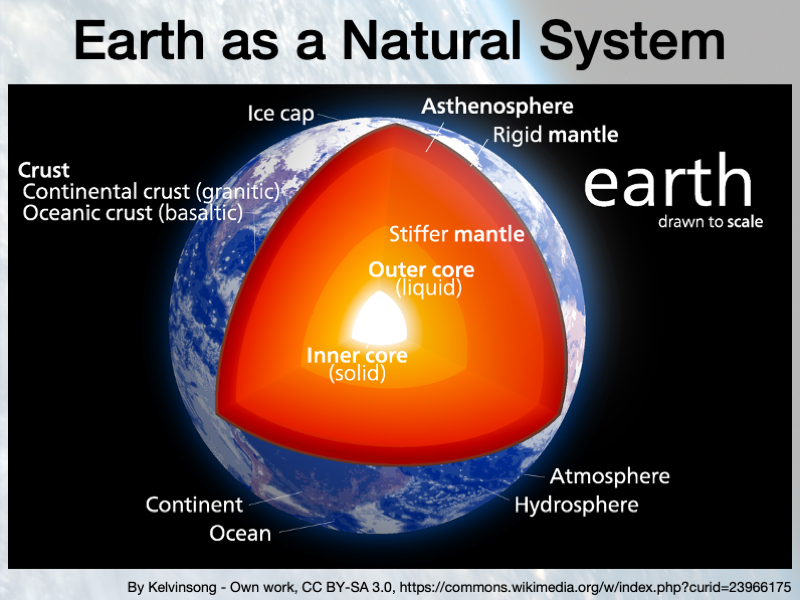 Earth as a Natural System
Ice cap
Asthenosphere
Rigid mantle
Crust
Continental crust (granitic)
Oceanic crust (basaltic)
earth
drawn to scale
Stiffer mantle
Outer core
(liquid)
Inner core
(solid)
Atmosphere
Continent
Hydrosphere
Ocean
By Kelvinsong - Own work, CC BY-SA 3.0, https://commons.wikimedia.org/w/index.php?curid=23966175